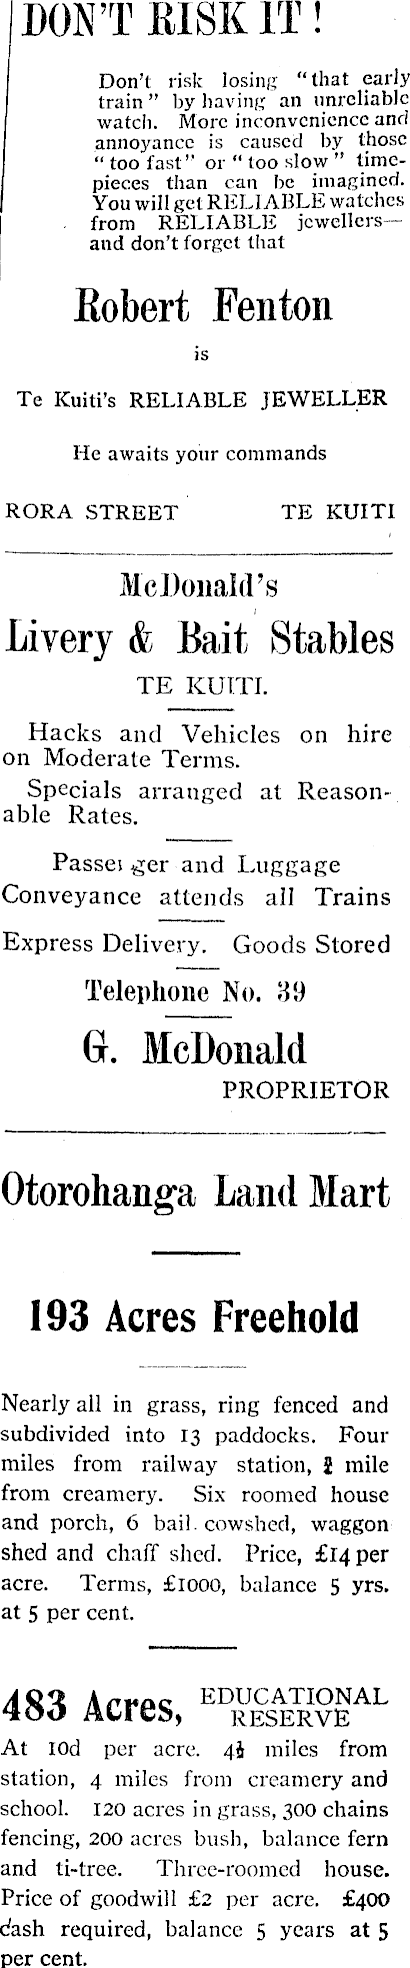 DON'T RISK IT!
Don't risk losing "that early
train" by having an unreliable
watch. More inconvenience and
annoyance is caused by those
"too fast" or "too slow" time-
pieces than can be imagined.
You will get RELIABLE watches
from RELIABLE jewellers—
and don't forget that
Robert Fenton
is
Te Kuiti's RELIABLE JEWELLER
He awaits your commands
RORA STREET TE KUITI
McDonald's
Livery & Bait Stables
TE KUITI.
Hacks and Vehicles on hire
on Moderate Terms.
Specials arranged at Reason-
able Rates.
Passenger and Luggage
Conveyance attends all Trains
Express Delivery. Goods Stored
Telephone No. 39
G. McDonald
PROPRIETOR
Otorohanga Land Mart
193 Acres Freehold
Nearly all in grass, ring fenced and
subdivided into 13 paddocks. Four
miles from railway station, mile
from creamery. Six roomed house
and porch, 6 bail cowshed, waggon
shed and chaff shed. Price, £14 per
acre. Terms, £1000, balance 5 yrs.
at 5 per cent.
483 Acres, EDUCATIONAL RESERVE
At 10d per acre. 4½ miles from
station, 4 miles from creamery and
school. 120 acres in grass, 300 chains
fencing, 200 acres bush, balance fern
and ti-tree. Three-roomed house.
Price of goodwill £2 per acre. £400
cash required, balance 5 years at 5
per cent.